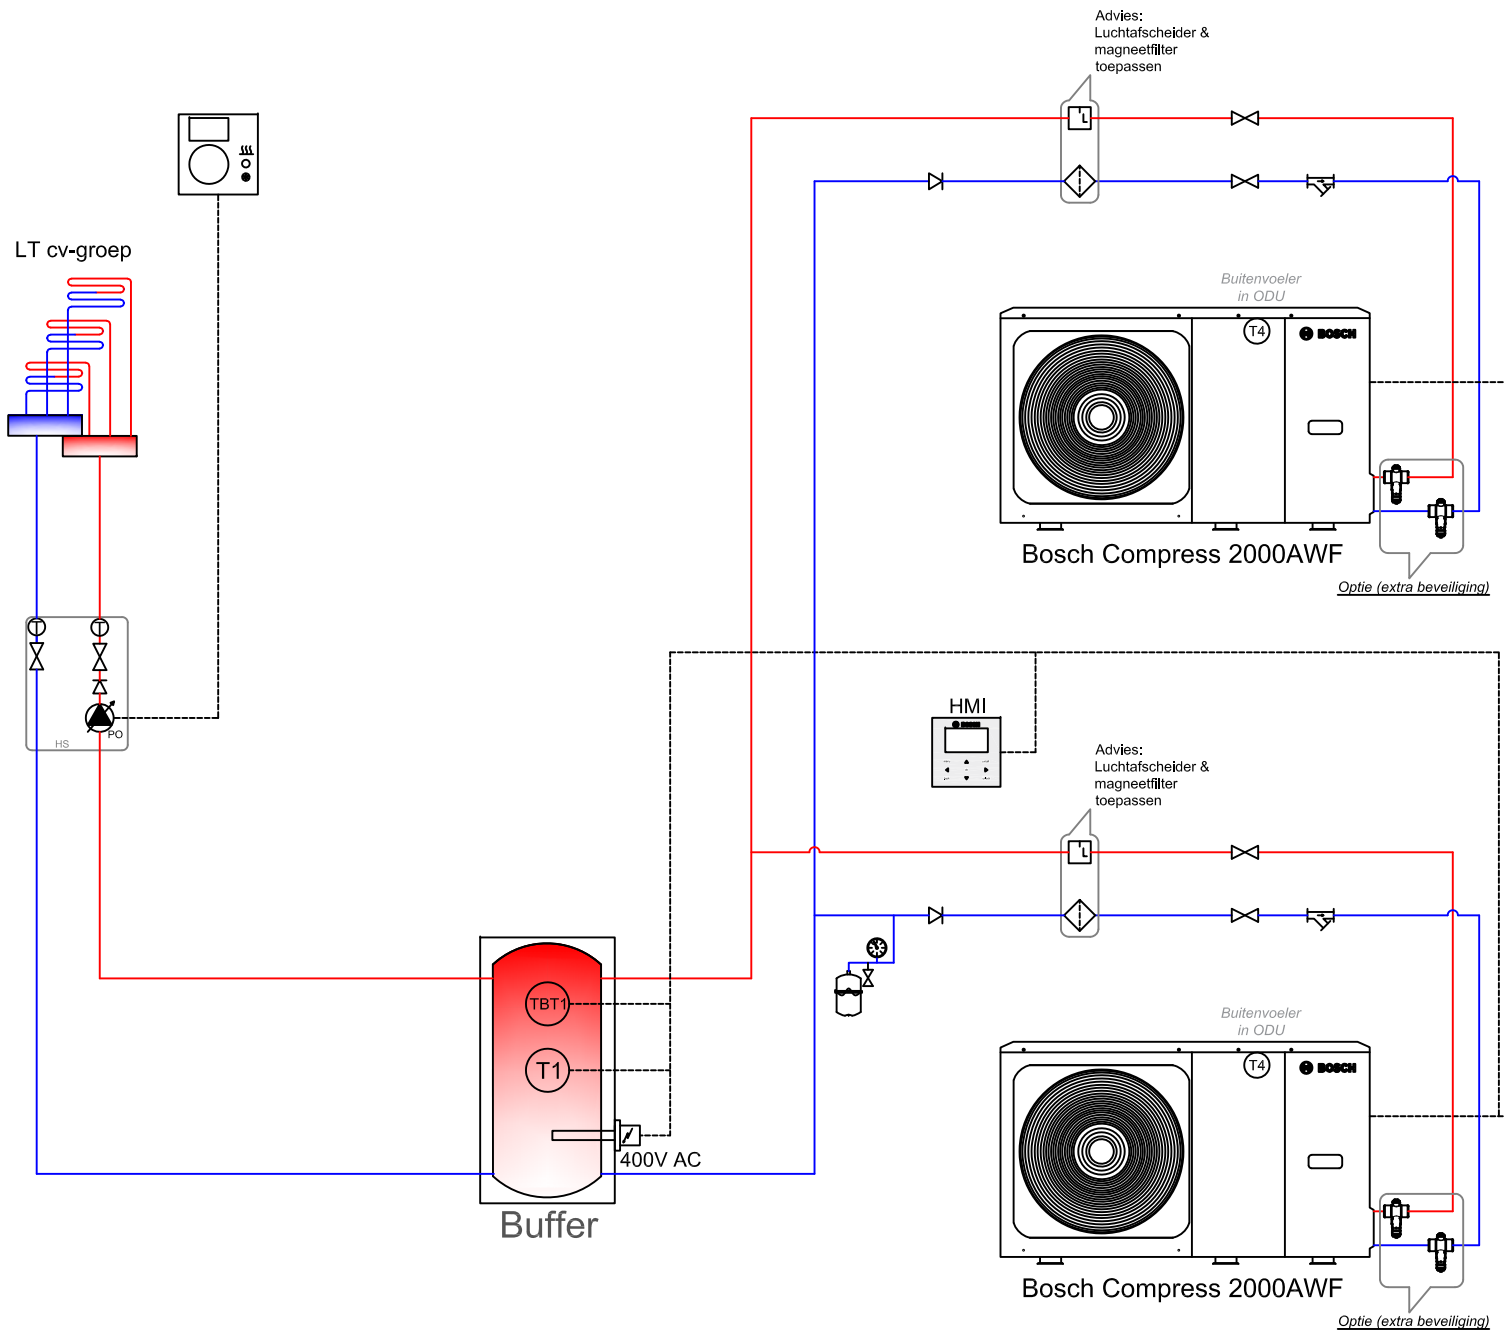 Advies:
Luchtafscheider &
magneetfilter
toepassen
L
LT cv-groep
Buitenvoeler
in ODU
T4
BOSCH
Bosch Compress 2000AWF
Optie (extra beveiliging)
T
T
PO
HS
HMI
BOSCH
Advies:
Luchtafscheider &
magneetfilter
toepassen
L
TBT1
T1
400V AC
Buffer
Buitenvoeler
in ODU
T4
BOSCH
Bosch Compress 2000AWF
Optie (extra beveiliging)